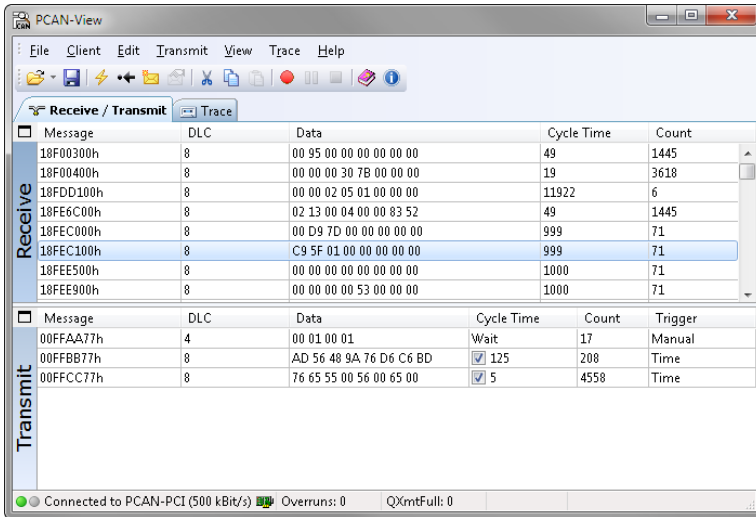 PCAN-View
File Client Edit Transmit View Trace Help
Receive / Transmit Trace
Message DLC Data Cycle Time Count
18F00300h 8 00 95 00 00 00 00 00 00 49 1445
18F00400h 8 00 00 00 30 7B 00 00 00 19 3618
18FDD100h 8 00 00 02 05 01 00 00 00 11922 6
18FE6C00h 8 02 13 00 04 00 00 83 52 49 1445
18FEC000h 8 00 D9 7D 00 00 00 00 00 999 71
18FEC100h 8 C9 5F 01 00 00 00 00 00 999 71
18FEE500h 8 00 00 00 00 00 00 00 00 1000 71
18FEE900h 8 00 00 00 00 53 00 00 00 1000 71
Receive
Message DLC Data Cycle Time Count Trigger
00FFAA77h 4 00 01 00 01 Wait 17 Manual
00FFBB77h 8 AD 56 48 9A 76 D6 C6 BD 125 208 Time
00FFCC77h 8 76 65 55 00 56 00 65 00 5 4558 Time
Transmit
Connected to PCAN-PCI (500 kBit/s) Overruns: 0 QXmtFull: 0